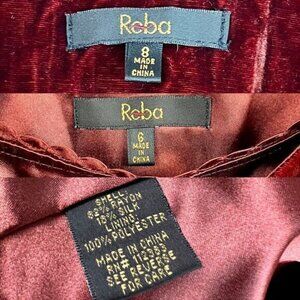 Reba
8
MADE
IN
CHINA
Reba
6
MADE
IN
CHINA
SHELL:
82% RAYON
18% SILK
LINING:
100% POLYESTER
MADE IN CHINA
RN# 112393
SEE REVERSE
FOR CARE